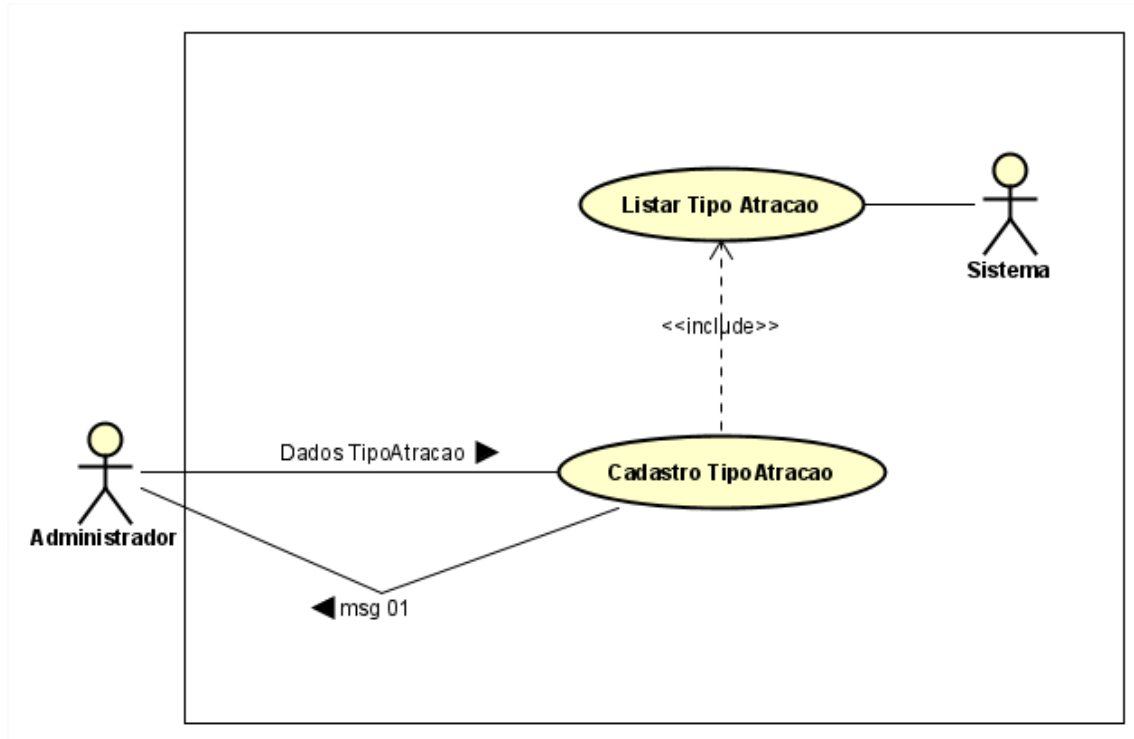 Listar Tipo Atracao
Sistema
<<include>>
Dados TipoAtracao
Cadastro TipoAtracao
Administrador
msg 01